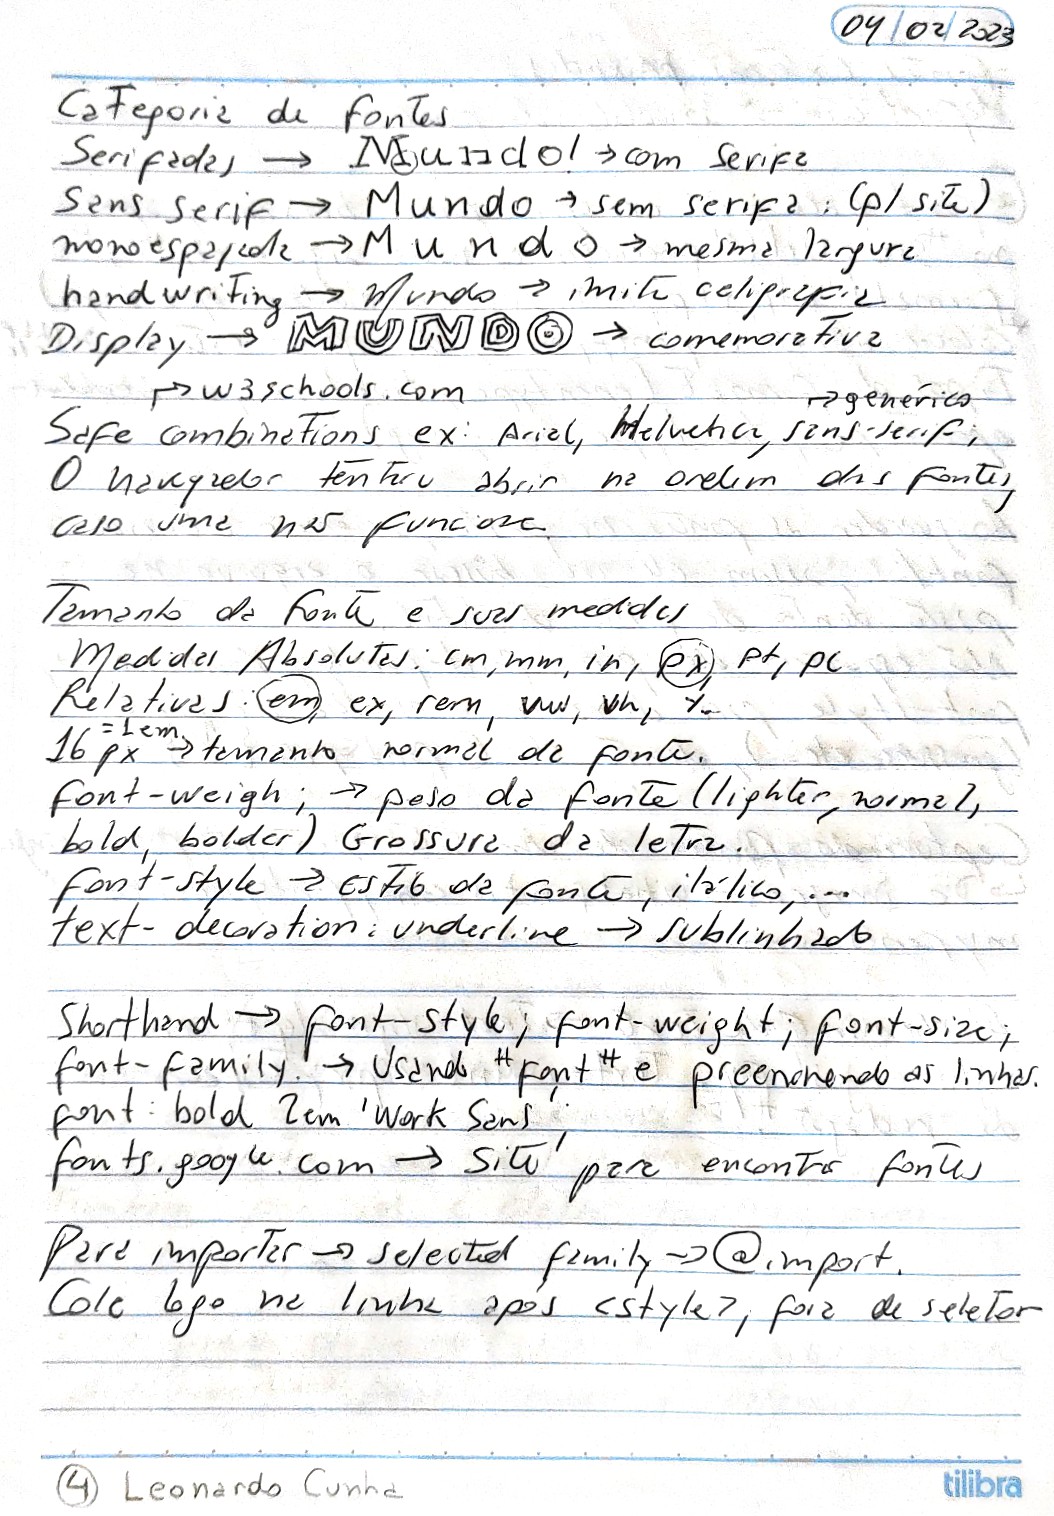 04/02/2023
Categoria de fontes
Serifadas → Mundo! → com serifa
Sans serif → Mundo → sem serifa. (p/ site)
monoespaçada → Mundo → mesma largura
handwriting → Mundo → imita caligrafia
Display → MUNDO → comemorativa
↱ w3schools.com
↱ genérico
Safe combinations ex: Arial, Helvetica, sans-serif;
O navegador tentru abrir na ordem das fontes,
caso uma não funciona
Tamanho da fonte e suas medidas
Medidas Absolutas: cm, mm, in, px, pt, pc
Relativas: em, ex, rem, vw, vh, %
=1em
16px → tamanho normal da fonte.
font-weigh; → peso da fonte (lighter, normal,
bold, bolder) Grossura da letra.
font-style → Estilo da fonte, itálico, ...
text-decoration: underline → sublinhado
Shorthand → font-style; font-weight; font-size;
font-family. → Usando "font" e preenchendo as linhas.
font: bold 2em 'Work Sans';
fonts.google.com → Site para encontrar fontes
Para importar → selected family → @import.
Cole logo na linha após <style>, fora de seletor
4 Leonardo Cunha
tilibra